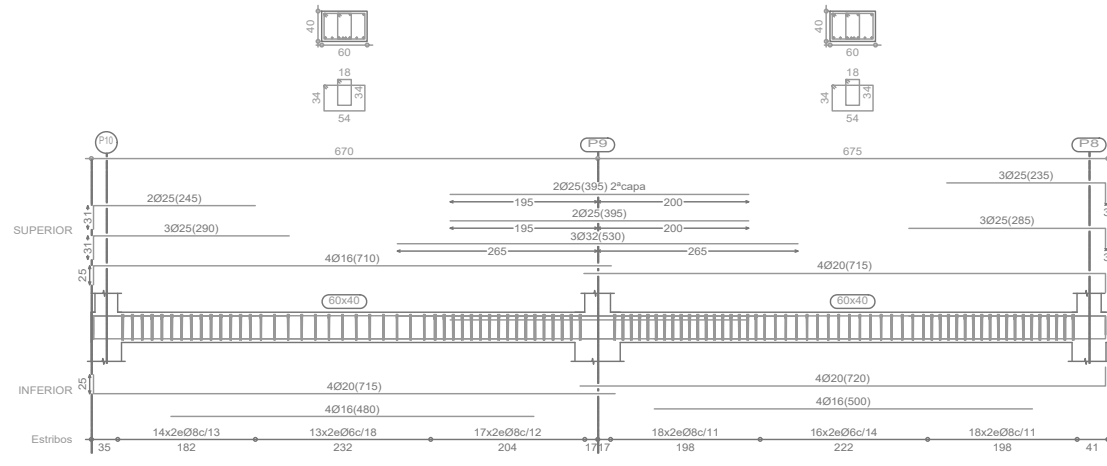 40
60
40
60
18
34
34
54
18
34
34
54
P10
670
P9
675
P8
3Ø25(235)
2Ø25(395) 2ªcapa
195
200
2Ø25(245)
31
2Ø25(395)
195
200
3Ø25(285)
SUPERIOR
3Ø25(290)
31
3Ø32(530)
265
265
4Ø16(710)
25
4Ø20(715)
60x40
60x40
INFERIOR
25
4Ø20(715)
4Ø20(720)
4Ø16(480)
4Ø16(500)
Estribos
14x2eØ8c/13
13x2eØ6c/18
17x2eØ8c/12
18x2eØ8c/11
16x2eØ6c/14
18x2eØ8c/11
35
182
232
204
17
17
198
222
198
41